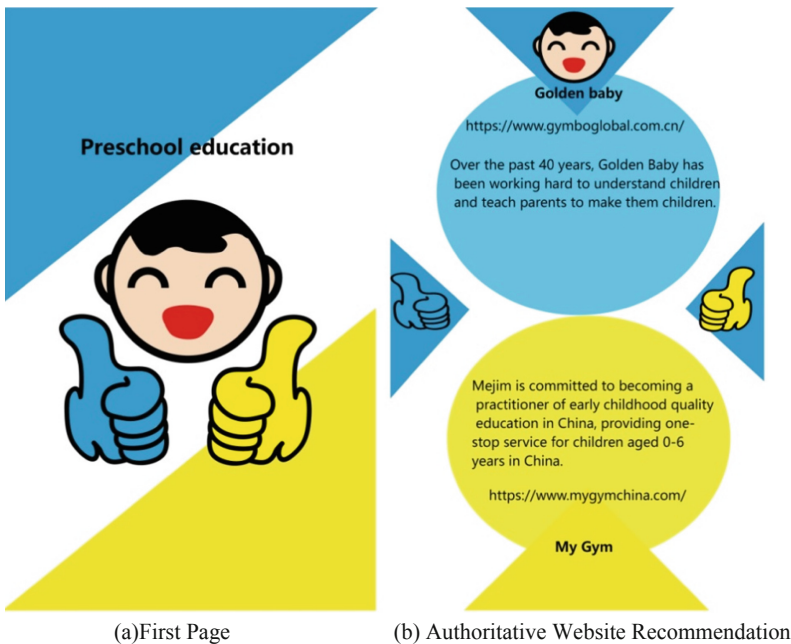 Preschool education
Golden baby
https://www.gymboglobal.com.cn/
Over the past 40 years, Golden Baby has
been working hard to understand children
and teach parents to make them children.
Mejim is committed to becoming a
practitioner of early childhood quality
education in China, providing one-
stop service for children aged 0-6
years in China.
https://www.mygymchina.com/
My Gym
(a)First Page
(b) Authoritative Website Recommendation